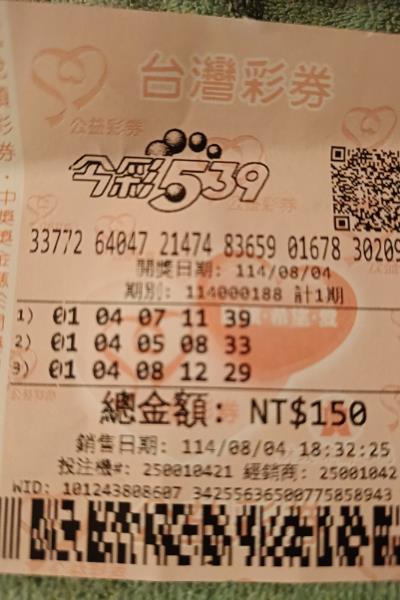 台灣彩券
公益彩券
今彩539
公益彩券
33772 64047 21474 83659 01678 30209
開獎日期: 114/08/04
期別: 114000188 計1期
1) 01 04 07 11 39
2) 01 04 05 08 33
3) 01 04 08 12 29
總金額: NT$150
銷售日期: 114/08/04 18:32:25
投注機#: 250010421 經銷商: 25001042
WID: 101243808607 34255636500775858943